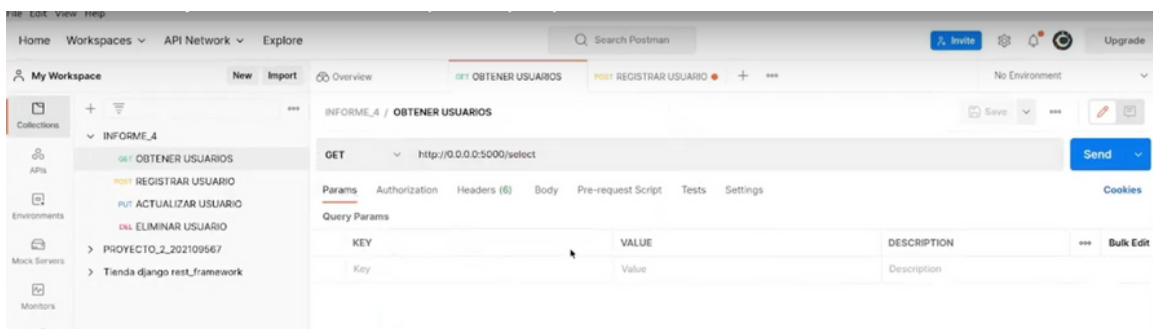 File Edit View Help
Home Workspaces API Network Explore Search Postman Invite Upgrade
My Workspace New Import Overview GET OBTENER USUARIOS POST REGISTRAR USUARIO No Environment
Collections
INFORME_4 / OBTENER USUARIOS Save
INFORME_4
APIs
GET OBTENER USUARIOS
GET http://0.0.0.0:5000/select Send
POST REGISTRAR USUARIO
Params Authorization Headers (6) Body Pre-request Script Tests Settings Cookies
Environments
PUT ACTUALIZAR USUARIO
Query Params
DEL ELIMINAR USUARIO
KEY VALUE DESCRIPTION Bulk Edit
Mock Servers
PROYECTO_2_202109567
Tienda django rest_framework
Key Value Description
Monitors